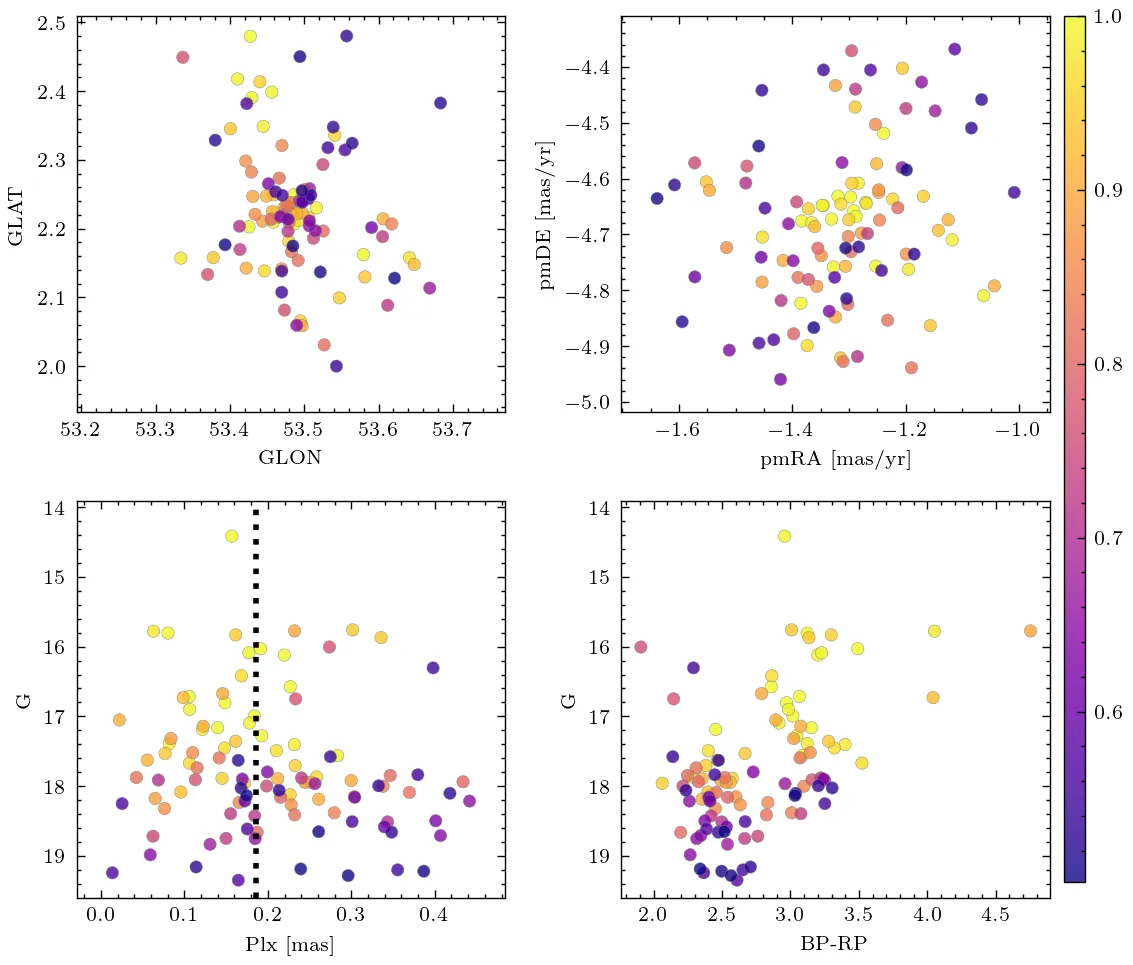 2.5
2.4
2.3
2.2
2.1
2.0
GLAT
53.2 53.3 53.4 53.5 53.6 53.7
GLON
−4.4
−4.5
−4.6
−4.7
−4.8
−4.9
−5.0
pmDE [mas/yr]
−1.6 −1.4 −1.2 −1.0
pmRA [mas/yr]
1.0
0.9
0.8
0.7
0.6
14
15
16
17
18
19
G
0.0 0.1 0.2 0.3 0.4
Plx [mas]
14
15
16
17
18
19
G
2.0 2.5 3.0 3.5 4.0 4.5
BP-RP